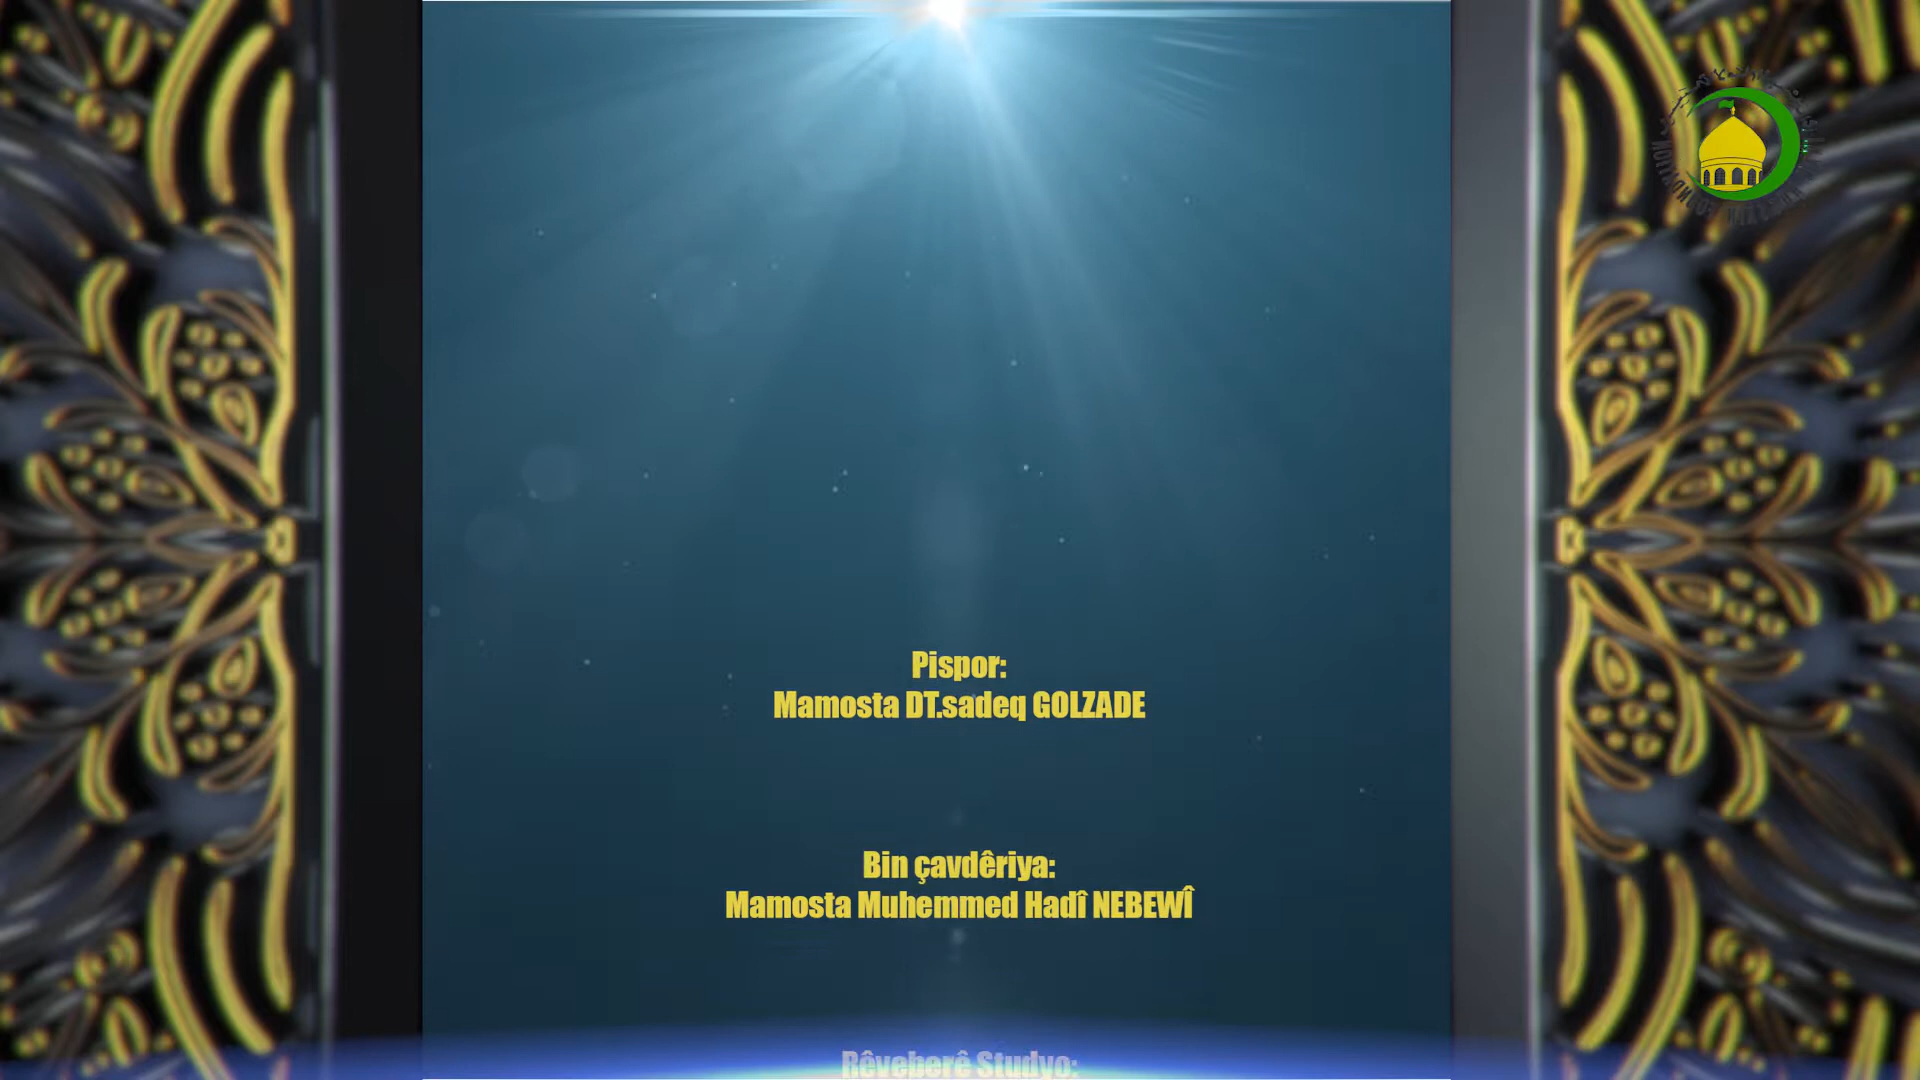 Pispor:
Mamosta DT.sadeq GOLZADE
Bin çavdêriya:
Mamosta Muhemmed Hadî NEBEWÎ
Rêveberê Studyo: